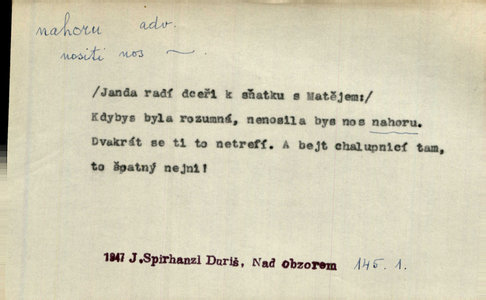 nahoru adv.
nositi nos ~.
/Janda radí dceři k sňatku s Matějem:/
Kdybys byla rozumná, nenosila bys nos nahoru.
Dvakrát se ti to netrefí. A bejt chalupnicí tam,
to špatný nejni!
1947 J.Spirhanzl Duriš, Nad obzorem 145. 1.